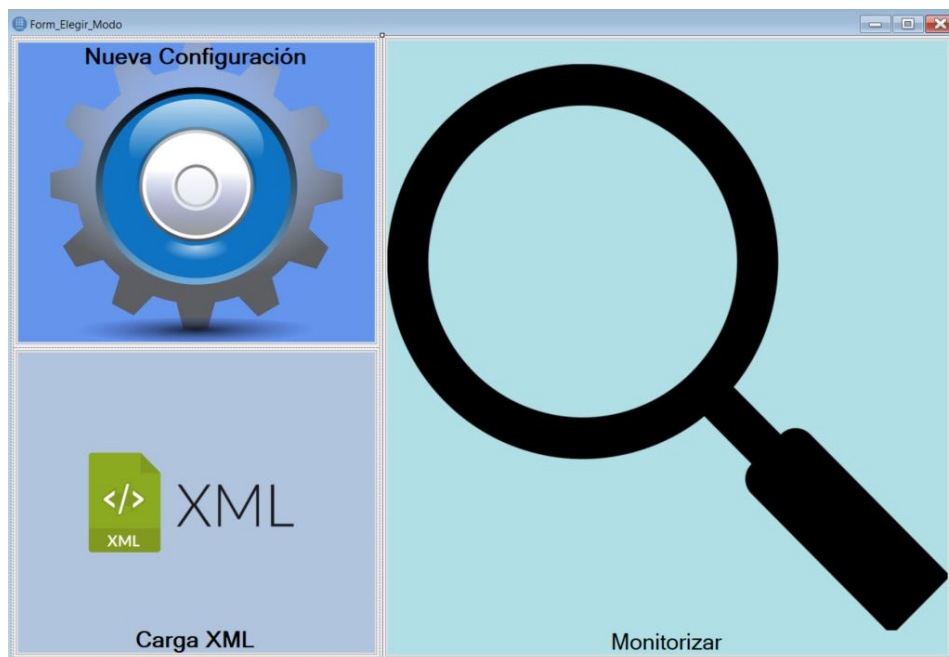 Form_Elegir_Modo
Nueva Configuración
</>
XML
XML
Carga XML
Monitorizar